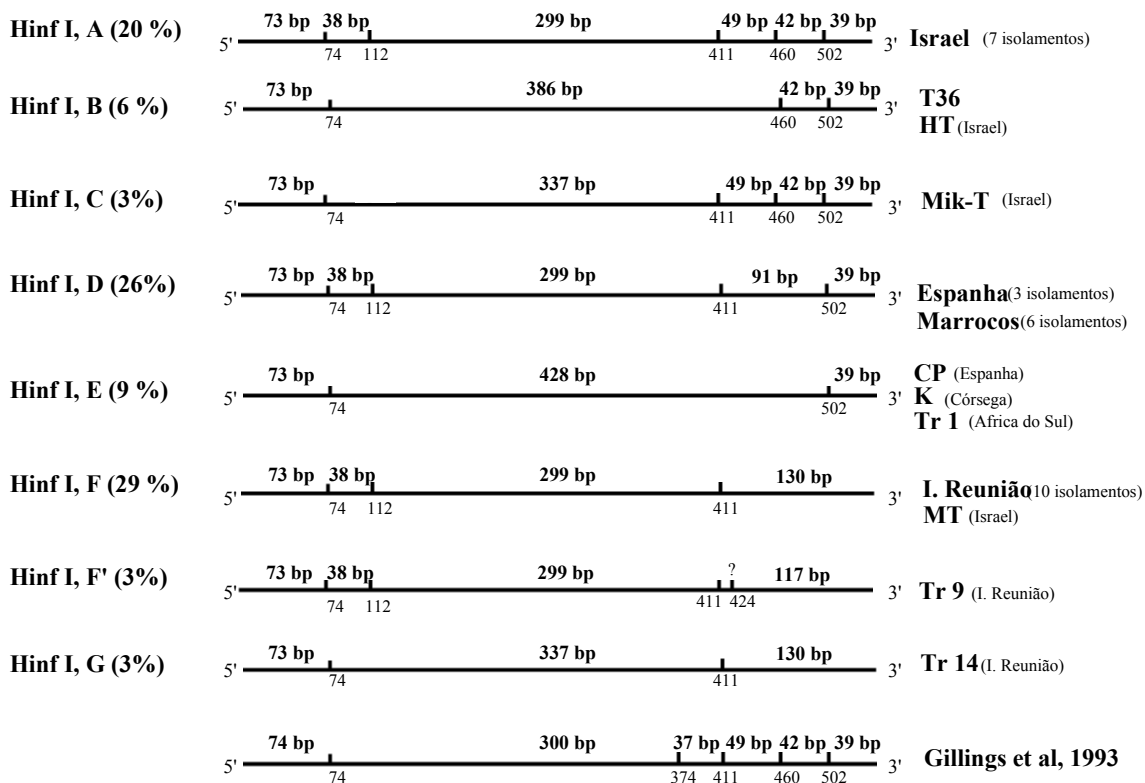 73 bp 38 bp 299 bp 49 bp 42 bp 39 bp
Hinf I, A (20 %) 5' 3' Israel (7 isolamentos)
74 112 411 460 502
73 bp 386 bp 42 bp 39 bp
Hinf I, B (6 %) 5' 3' T36
74 460 502 HT (Israel)
73 bp 337 bp 49 bp 42 bp 39 bp
Hinf I, C (3%) 5' 3' Mik-T (Israel)
74 411 460 502
73 bp 38 bp 299 bp 91 bp 39 bp
Hinf I, D (26%) 5' 3' Espanha (3 isolamentos)
74 112 411 502 Marrocos (6 isolamentos)
73 bp 428 bp 39 bp CP (Espanha)
Hinf I, E (9 %) 5' 3' K (Córsega)
74 502 Tr 1 (Africa do Sul)
73 bp 38 bp 299 bp 130 bp
Hinf I, F (29 %) 5' 3' I. Reunião (10 isolamentos)
74 112 411 MT (Israel)
?
73 bp 38 bp 299 bp 117 bp
Hinf I, F' (3%) 5' 3' Tr 9 (I. Reunião)
74 112 411 424
73 bp 337 bp 130 bp
Hinf I, G (3%) 5' 3' Tr 14 (I. Reunião)
74 411
74 bp 300 bp 37 bp 49 bp 42 bp 39 bp
5' 3' Gillings et al, 1993
74 374 411 460 502